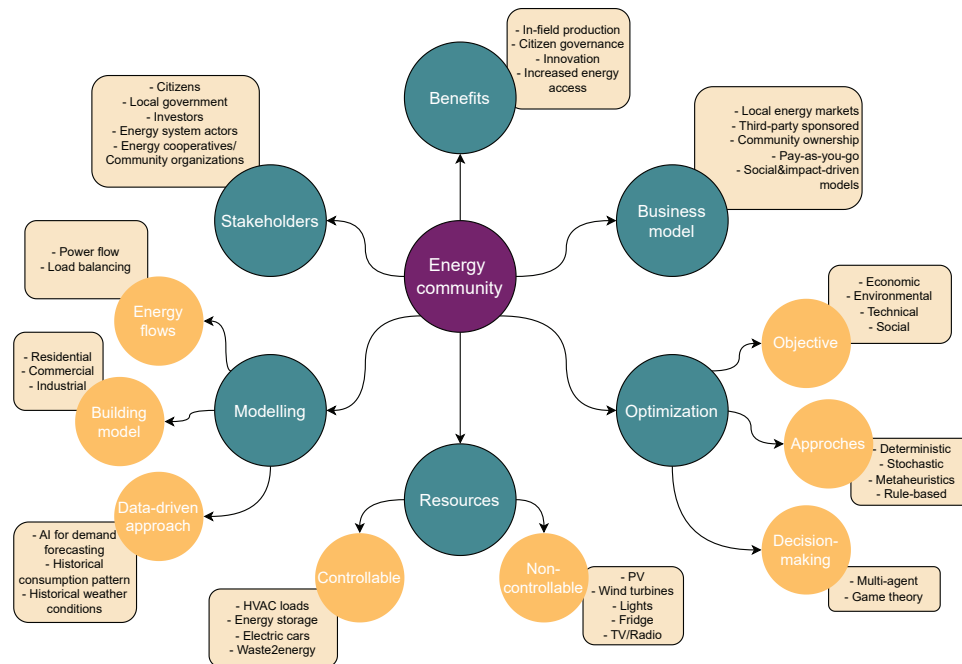 - In-field production
- Citizen governance
- Innovation
- Increased energy
access
Benefits
- Citizens
- Local government
- Investors
- Energy system actors
- Energy cooperatives/
Community organizations
Stakeholders
- Local energy markets
- Third-party sponsored
- Community ownership
- Pay-as-you-go
- Social&impact-driven
models
Business
model
Energy
community
- Power flow
- Load balancing
Energy
flows
- Residential
- Commercial
- Industrial
Building
model
Modelling
Data-driven
approach
- AI for demand
forecasting
- Historical
consumption pattern
- Historical weather
conditions
Resources
Controllable
- HVAC loads
- Energy storage
- Electric cars
- Waste2energy
Non-
controllable
- PV
- Wind turbines
- Lights
- Fridge
- TV/Radio
Optimization
- Economic
- Environmental
- Technical
- Social
Objective
Approches
- Deterministic
- Stochastic
- Metaheuristics
- Rule-based
Decision-
making
- Multi-agent
- Game theory